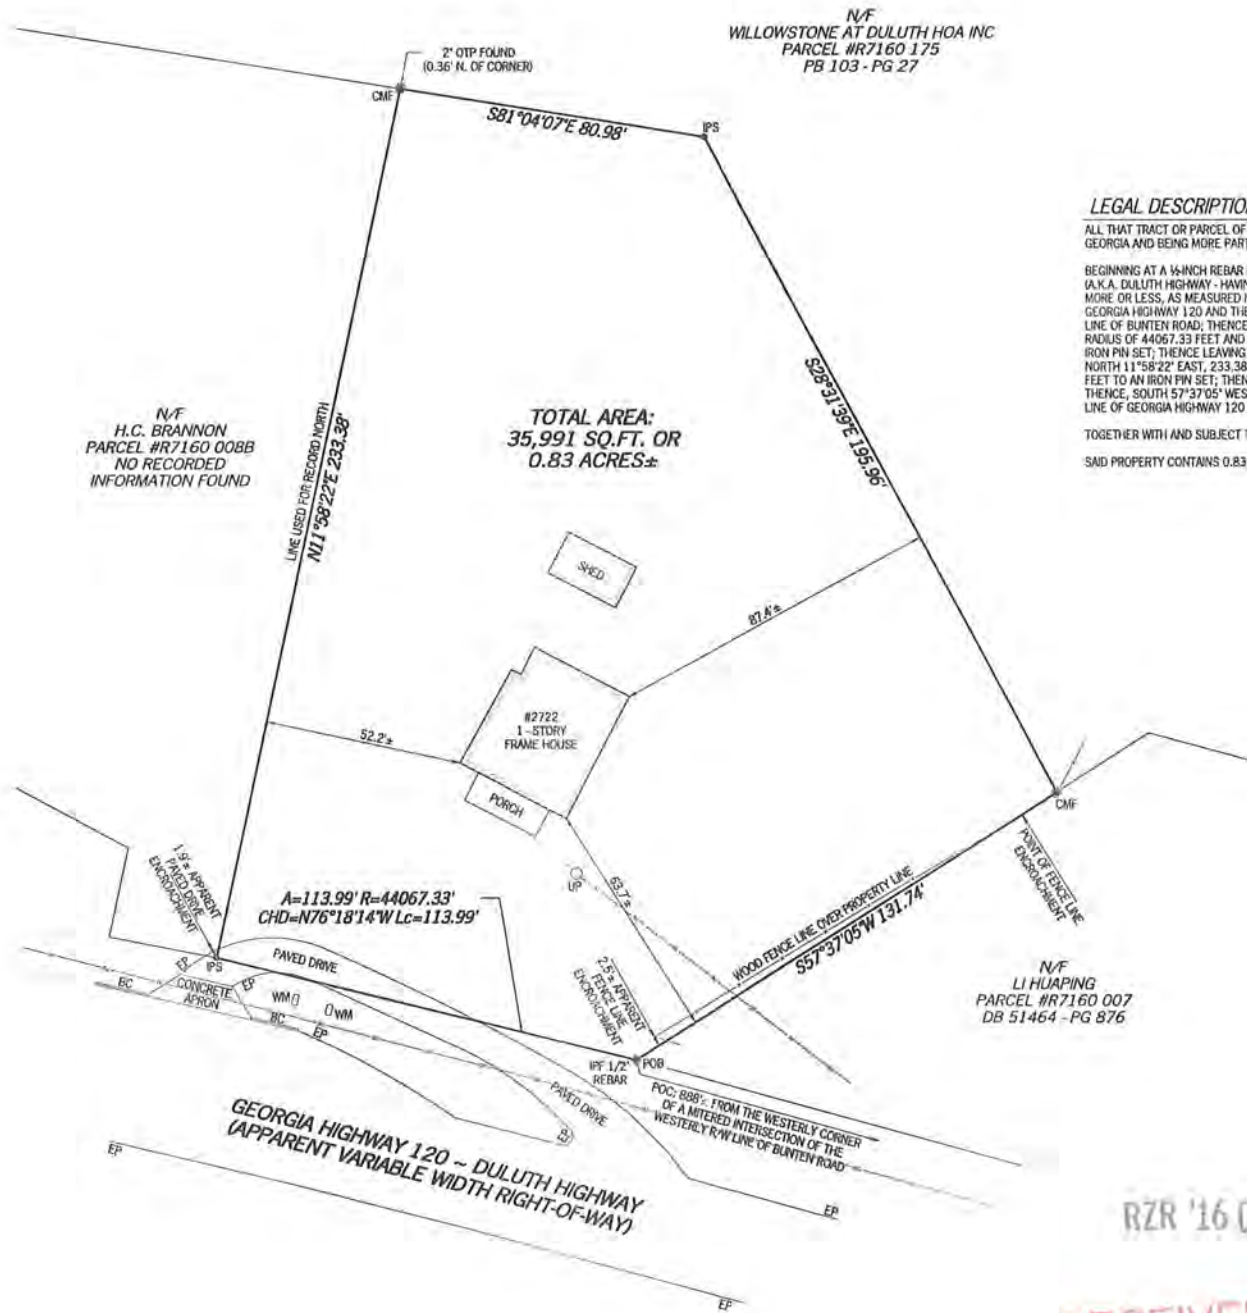 N/F
WILLOWSTONE AT DULUTH HOA INC
PARCEL #R7160 175
PB 103 - PG 27
2" OTP FOUND
(0.36' N. OF CORNER)
CMF
S81°04'07"E 80.98'
IPS
LEGAL DESCRIPTION
ALL THAT TRACT OR PARCEL OF
GEORGIA AND BEING MORE PART
BEGINNING AT A ½-INCH REBAR
(A.K.A. DULUTH HIGHWAY - HAVIN
MORE OR LESS, AS MEASURED
GEORGIA HIGHWAY 120 AND THE
LINE OF BUNTEN ROAD; THENCE
RADIUS OF 44067.33 FEET AND
IRON PIN SET; THENCE LEAVING
NORTH 11°58'22" EAST, 233.38
FEET TO AN IRON PIN SET; THEN
THENCE, SOUTH 57°37'05" WES
LINE OF GEORGIA HIGHWAY 120
TOGETHER WITH AND SUBJECT
SAID PROPERTY CONTAINS 0.83
N/F
H.C. BRANNON
PARCEL #R7160 008B
NO RECORDED
INFORMATION FOUND
LINE USED FOR RECORD NORTH
N11°58'22"E 233.38'
TOTAL AREA:
35,991 SQ.FT. OR
0.83 ACRES±
S28°31'39"E 195.96'
SHED
87.4'±
#2722
1-STORY
FRAME HOUSE
52.2'±
PORCH
UP
63.7'±
CMF
POINT OF FENCE LINE
ENCROACHMENT
WOOD FENCE LINE OVER PROPERTY LINE
S57°37'05"W 131.74'
1.9'± APPARENT
PAVED DRIVE
ENCROACHMENT
A=113.99' R=44067.33'
CHD=N76°18'14"W Lc=113.99'
2.5'± APPARENT
FENCE LINE
ENCROACHMENT
N/F
LI HUAPING
PARCEL #R7160 007
DB 51464 - PG 876
IPS
PAVED DRIVE
EP
EP
BC
CONCRETE
APRON
WM
WM
BC
EP
IPF 1/2"
REBAR
POB
PAVED DRIVE
POC: 888'± FROM THE WESTERLY CORNER
OF A MITERED INTERSECTION OF THE
WESTERLY R/W LINE OF BUNTEN ROAD
EP
GEORGIA HIGHWAY 120 ~ DULUTH HIGHWAY
(APPARENT VARIABLE WIDTH RIGHT-OF-WAY)
EP
EP
EP
RZR '16